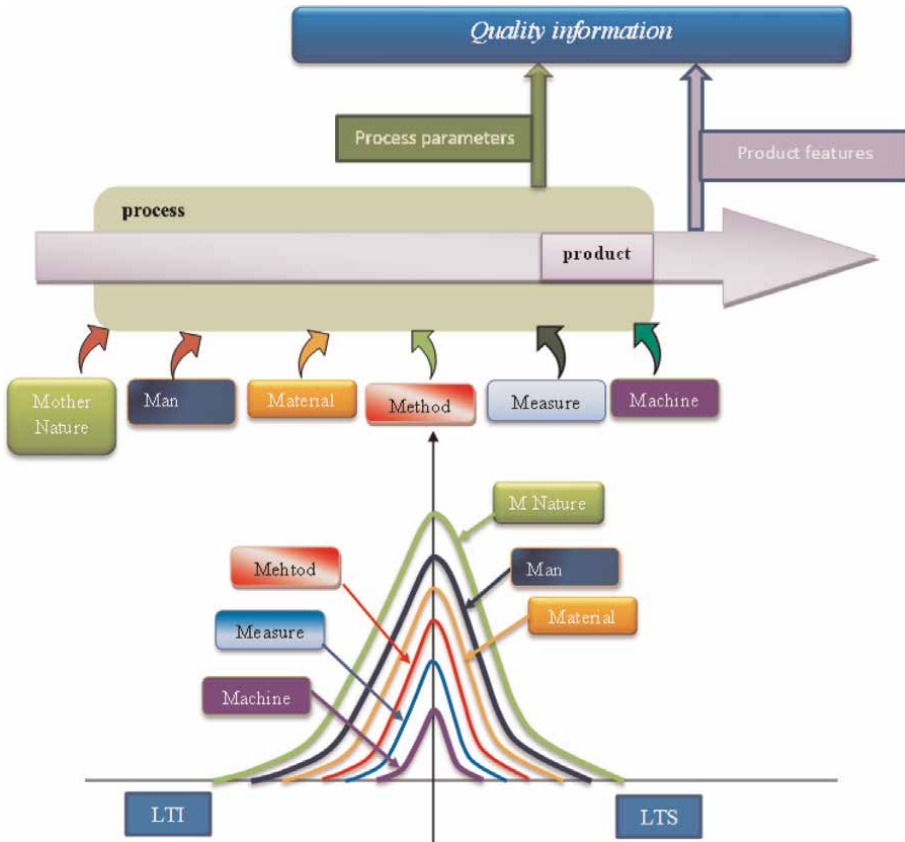 Quality information
Process parameters
Product features
process
product
Mother
Nature
Man
Material
Method
Measure
Machine
M Nature
Mehtod
Man
Material
Measure
Machine
LTI
LTS